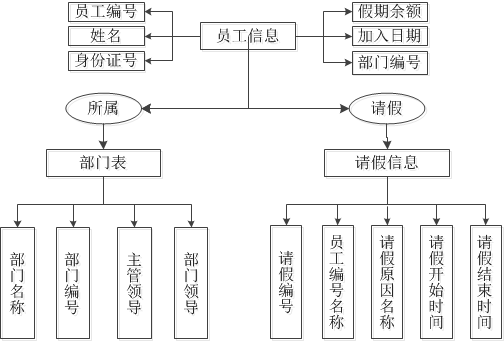 员工编号
姓名
身份证号
员工信息
假期余额
加入日期
部门编号
所属
请假
部门表
请假信息
部门名称
部门编号
主管领导
部门领导
请假编号
员工编号名称
请假原因名称
请假开始时间
请假结束时间